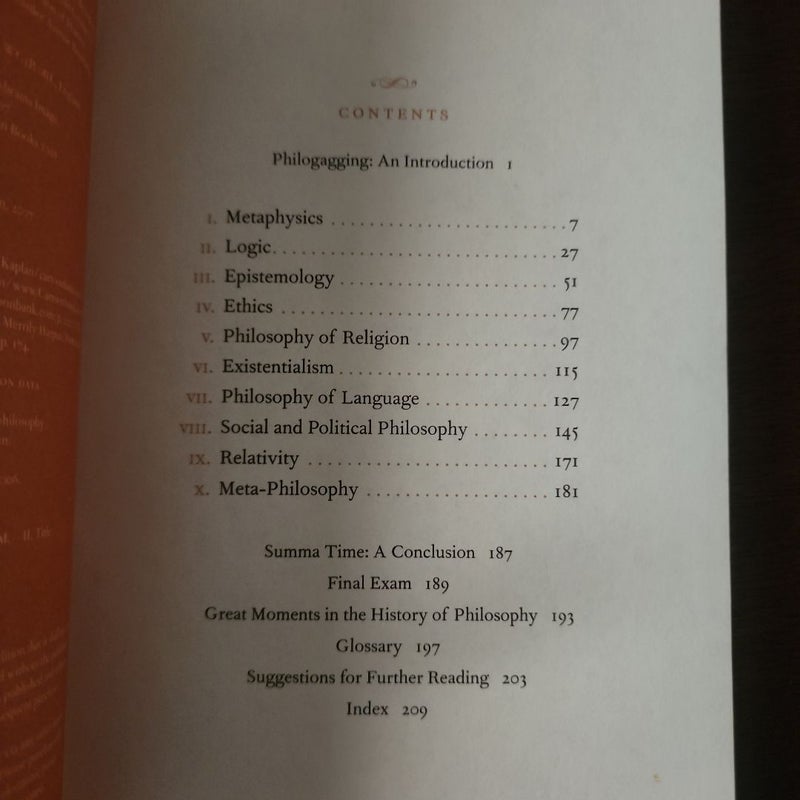 CONTENTS
Philogagging: An Introduction 1
I. Metaphysics . . . . . . . . . . . . . . . . . . . . . . . . . . 7
II. Logic. . . . . . . . . . . . . . . . . . . . . . . . . . . . . . 27
III. Epistemology . . . . . . . . . . . . . . . . . . . . . . . 51
IV. Ethics . . . . . . . . . . . . . . . . . . . . . . . . . . . . . 77
V. Philosophy of Religion . . . . . . . . . . . . . . . 97
VI. Existentialism . . . . . . . . . . . . . . . . . . . . . . 115
VII. Philosophy of Language . . . . . . . . . . . . . 127
VIII. Social and Political Philosophy . . . . . . . . 145
IX. Relativity . . . . . . . . . . . . . . . . . . . . . . . . . . 171
X. Meta-Philosophy . . . . . . . . . . . . . . . . . . . 181
Summa Time: A Conclusion 187
Final Exam 189
Great Moments in the History of Philosophy 193
Glossary 197
Suggestions for Further Reading 203
Index 209